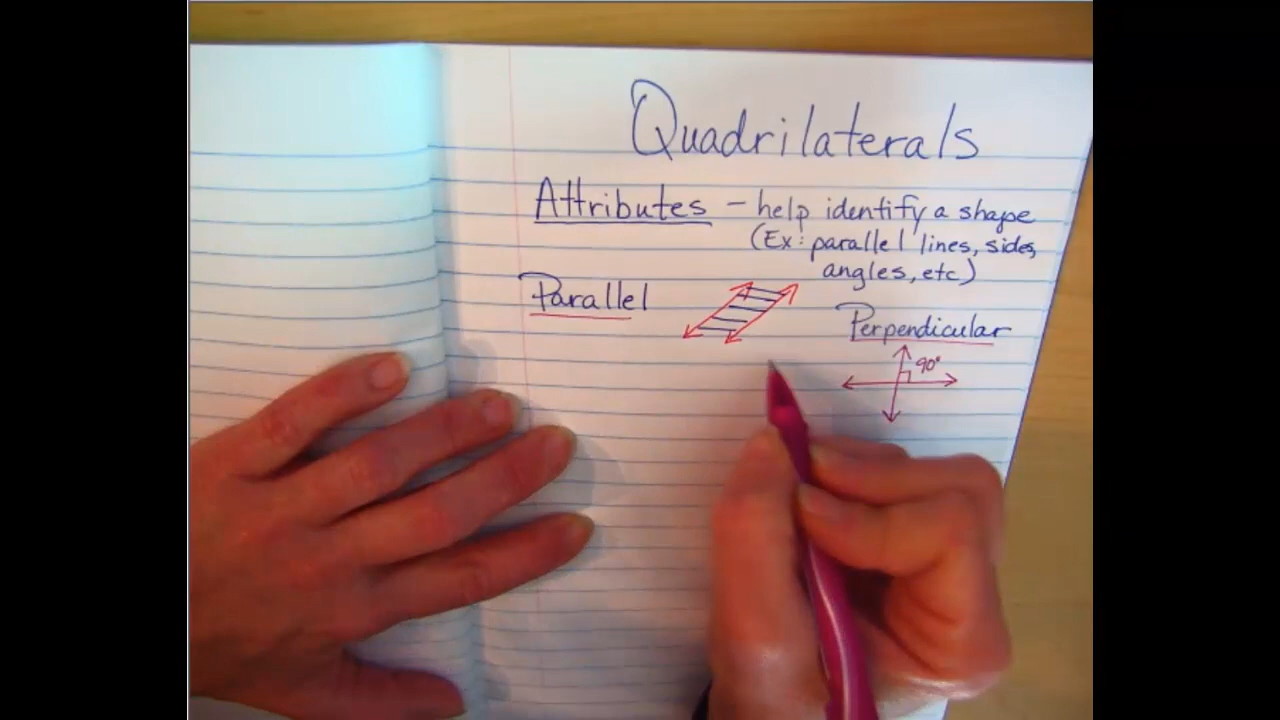 Quadrilaterals
Attributes - help identify a shape
(Ex: parallel lines, sides,
angles, etc)
Parallel
Perpendicular
90°